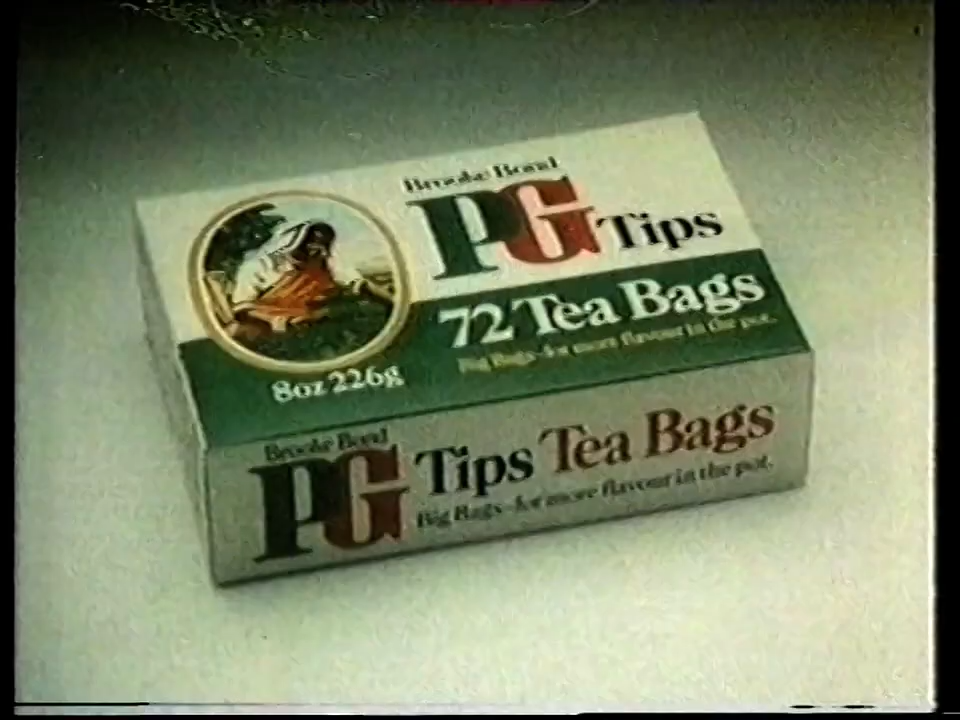 Brooke Bond
PG Tips
72 Tea Bags
Big Bags-for more flavour in the pot.
8oz 226g
Brooke Bond
PG Tips Tea Bags
Big Bags-for more flavour in the pot.